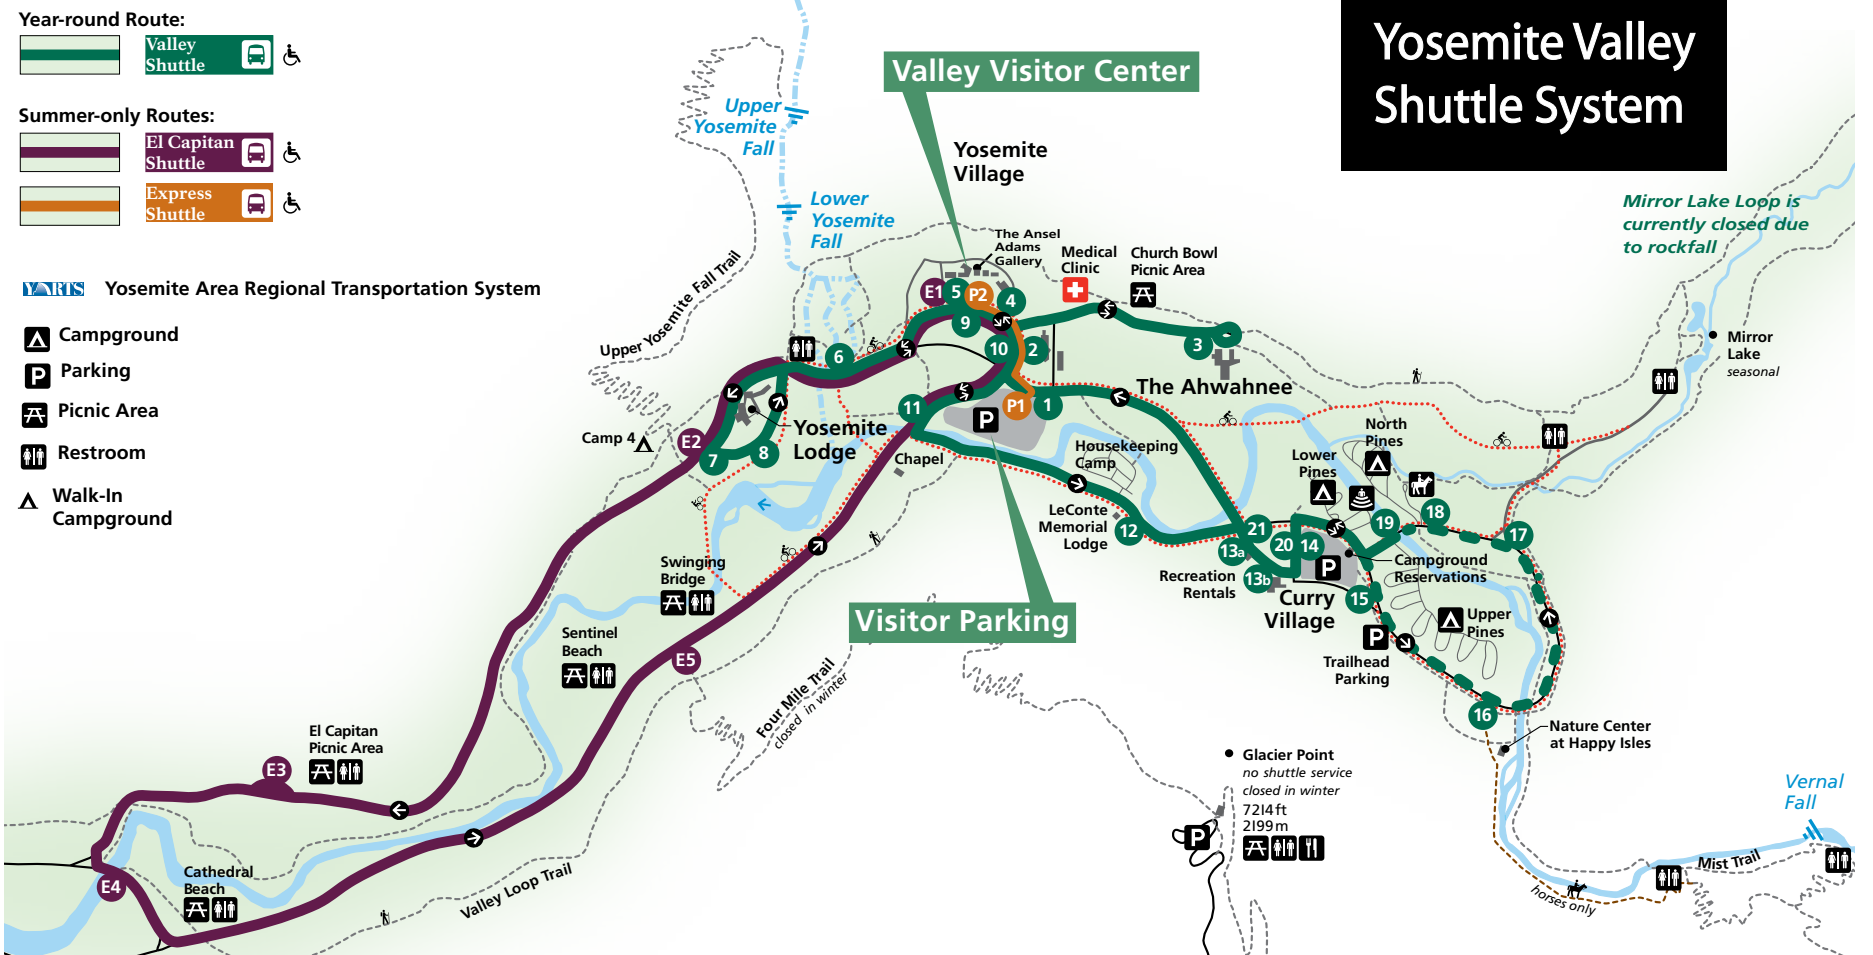 Year-round Route:
Valley
Shuttle
Summer-only Routes:
El Capitan
Shuttle
Express
Shuttle
YARTS
Yosemite Area Regional Transportation System
Campground
P
Parking
Picnic Area
Restroom
Walk-In
Campground
Yosemite Valley
Shuttle System
Valley Visitor Center
Upper
Yosemite
Fall
Yosemite
Village
Lower
Yosemite
Fall
Mirror Lake Loop is
currently closed due
to rockfall
The Ansel
Adams
Gallery
Medical
Clinic
Church Bowl
Picnic Area
Upper Yosemite Fall Trail
E1
5
P2
4
9
10
2
3
6
Mirror
Lake
seasonal
The Ahwahnee
11
P
P1
1
Camp 4
E2
7
8
Yosemite
Lodge
Chapel
Housekeeping
Camp
North
Pines
Lower
Pines
LeConte
Memorial
Lodge
12
21
13a
13b
20
14
P
19
18
17
Campground
Reservations
Recreation
Rentals
Curry
Village
15
P
Trailhead
Parking
Upper
Pines
16
Nature Center
at Happy Isles
Swinging
Bridge
Visitor Parking
Sentinel
Beach
E5
Four Mile Trail
closed in winter
El Capitan
Picnic Area
E3
E4
Cathedral
Beach
Valley Loop Trail
Glacier Point
no shuttle service
closed in winter
7214 ft
2199 m
P
Vernal
Fall
Mist Trail
horses only